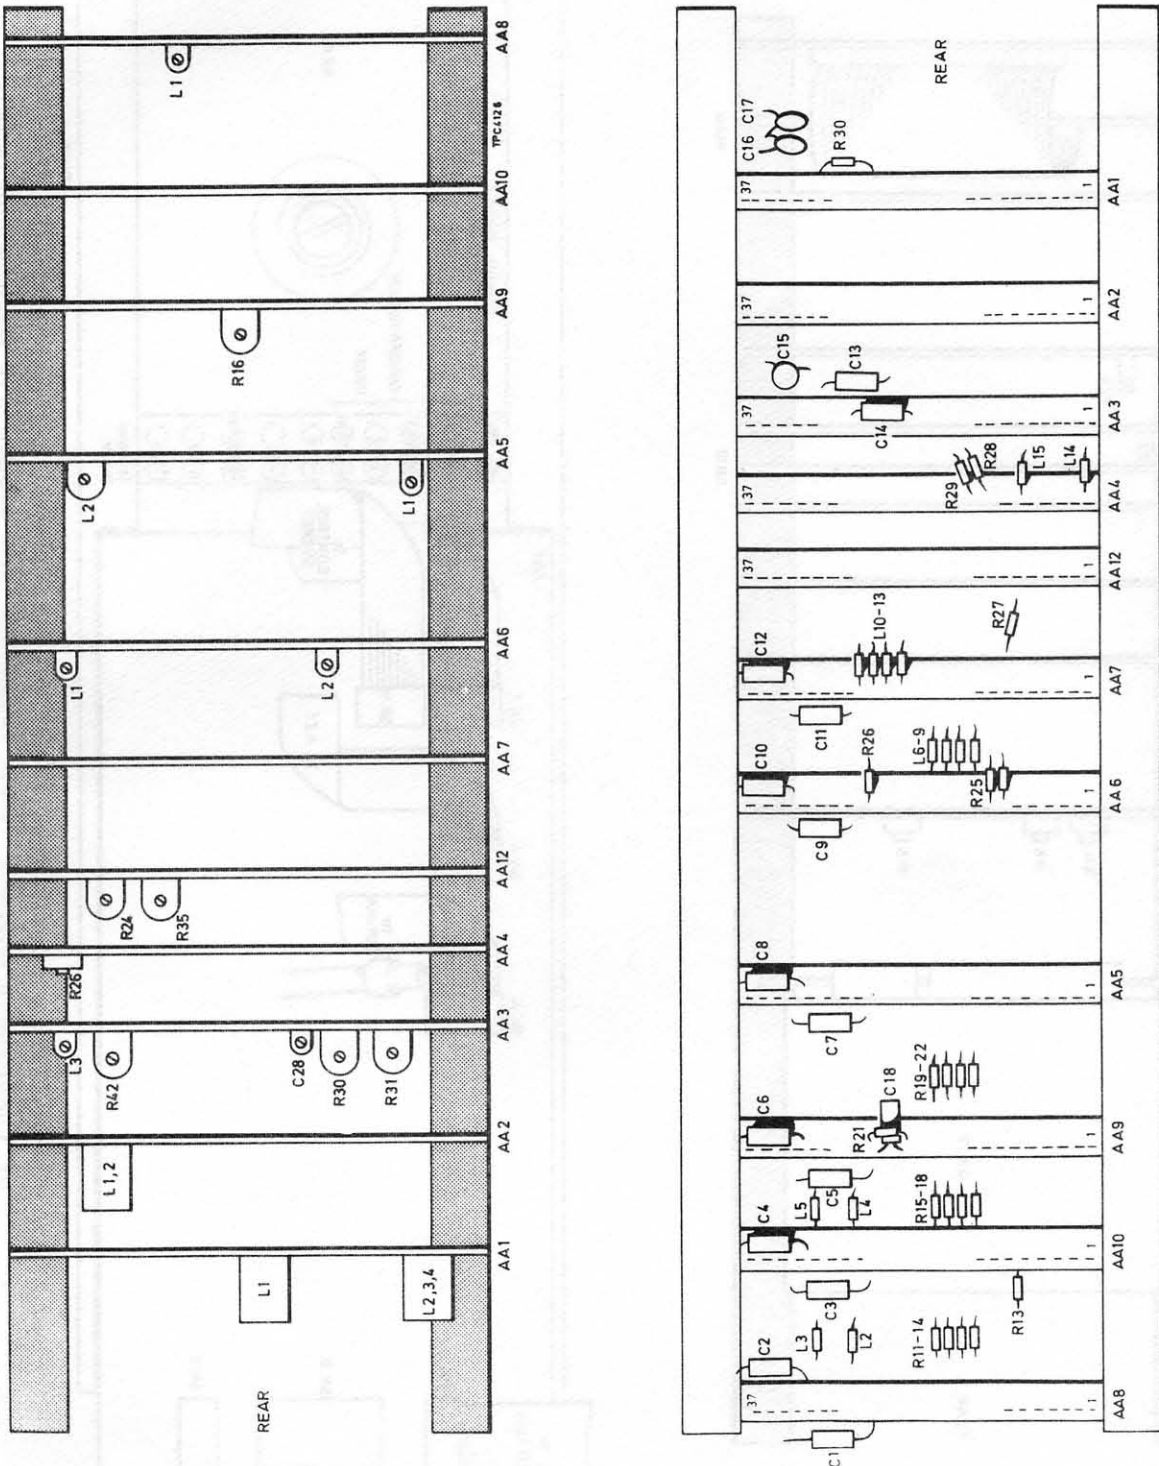 L1
AA8
TPC4126
AA10
AA9
R16
AA5
L2
L1
AA6
L1
L2
AA7
AA12
R24
R35
AA4
R26
AA3
L3
R42
C28
R30
R31
AA2
L1,2
AA1
L1
L2,3,4
REAR
REAR
C16 C17
R30
37
1
AA1
37
1
AA2
C15
C13
37
C14
1
AA3
R28
L15
L14
R29
37
AA4
37
1
AA12
C12
L10-13
R27
1
AA7
C11
C10
R26
L6-9
R25
1
AA6
C9
C8
1
AA5
C7
R19-22
C6
C18
R21
1
AA9
C5
L5
L4
C4
R15-18
1
AA10
C3
R13
L3
L2
R11-14
C2
37
1
AA8
C1